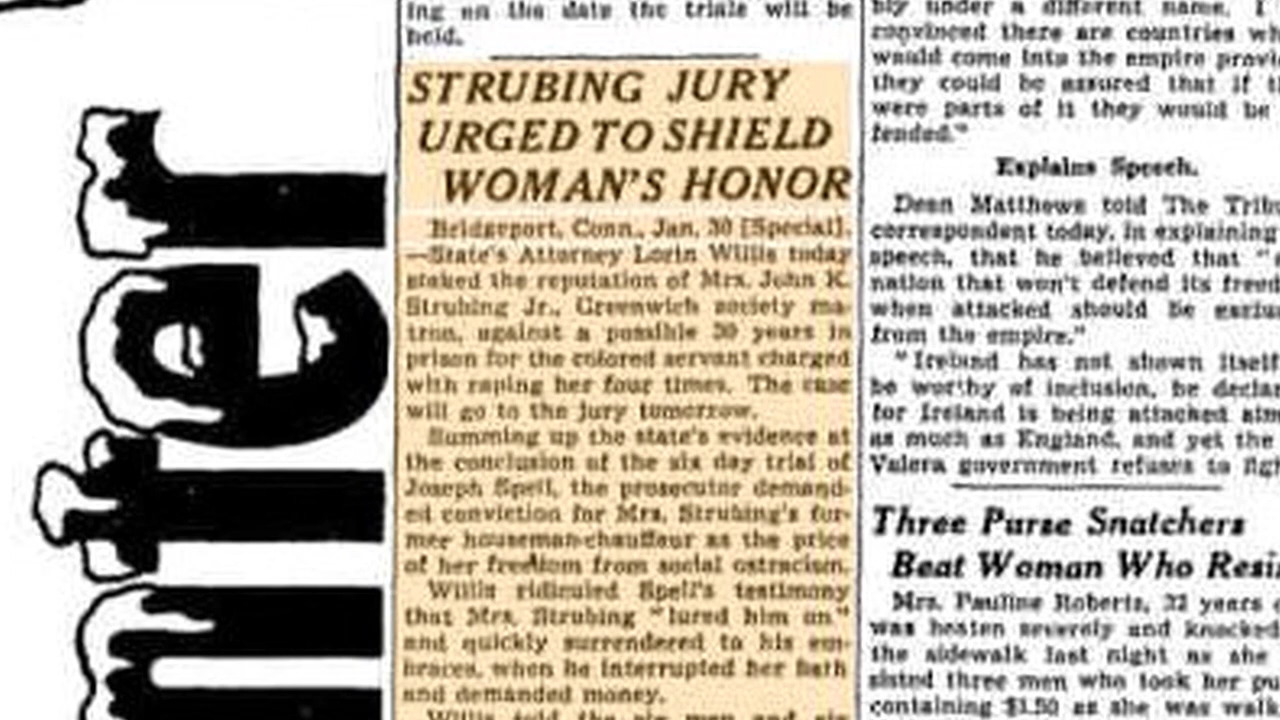 ing on the date the trials will be
held.
STRUBING JURY
URGED TO SHIELD
WOMAN'S HONOR
Bridgeport, Conn., Jan. 30 [Special].
—State's Attorney Lorin Willis today
staked the reputation of Mrs. John K.
Strubing Jr., Greenwich society ma-
tron, against a possible 30 years in
prison for the colored servant charged
with raping her four times. The case
will go to the jury tomorrow.
Summing up the state's evidence at
the conclusion of the six day trial of
Joseph Spell, the prosecutor demand-
ed conviction for Mrs. Strubing's for-
mer houseman-chauffeur as the price
of her freedom from social ostracism.
Willis ridiculed Spell's testimony
that Mrs. Strubing "lured him on"
and quickly surrendered to his em-
braces, when he interrupted her bath
and demanded money.
Willis told the six men and six
bly under a different name. I
convinced there are countries wh
would come into the empire provi
they could be assured that if th
were parts of it they would be
fended."
Explains Speech.
Dean Matthews told The Tribu
correspondent today, in explaining
speech, that he believed that "
nation that won't defend its freed
when attacked should be exclu
from the empire."
"Ireland has not shown itself
be worthy of inclusion, he declar
for Ireland is being attacked alm
as much as England, and yet the
Valera government refuses to figh
Three Purse Snatchers
Beat Woman Who Resi
Mrs. Pauline Roberts, 32 years
was beaten severely and knocked
the sidewalk last night as she
sisted three men who took her pu
containing $1.50 as she was walk
nter